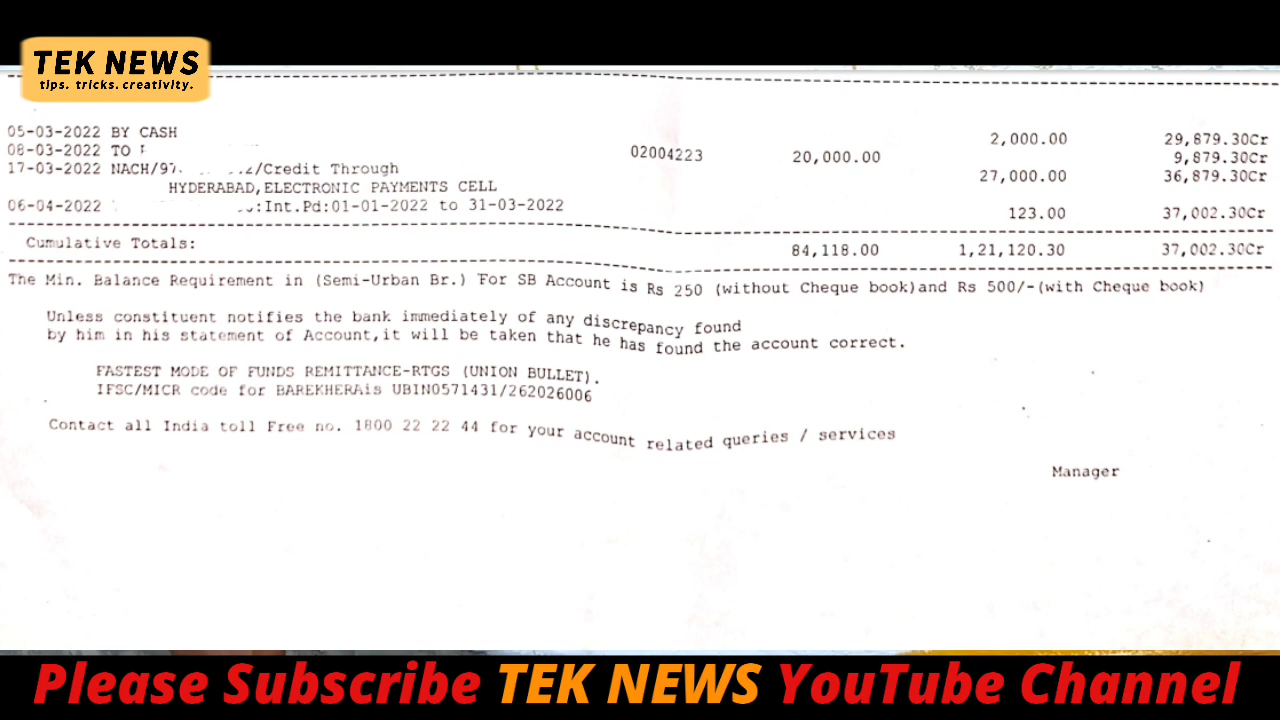 TEK NEWS
tips. tricks. creativity.
05-03-2022 BY CASH 2,000.00 29,879.30Cr
08-03-2022 TO 02004223 20,000.00 9,879.30Cr
17-03-2022 NACH/97 2/Credit Through 27,000.00 36,879.30Cr
HYDERABAD,ELECTRONIC PAYMENTS CELL
06-04-2022 :Int.Pd:01-01-2022 to 31-03-2022 123.00 37,002.30Cr
Cumulative Totals: 84,118.00 1,21,120.30 37,002.30Cr
The Min. Balance Requirement in (Semi-Urban Br.) For SB Account is Rs 250 (without Cheque book)and Rs 500/-(with Cheque book)
Unless constituent notifies the bank immediately of any discrepancy found
by him in his statement of Account,it will be taken that he has found the account correct.
FASTEST MODE OF FUNDS REMITTANCE-RTGS (UNION BULLET).
IFSC/MICR code for BAREKHERAis UBIN0571431/262026006
Contact all India toll Free no. 1800 22 22 44 for your account related queries / services
Manager
Please Subscribe TEK NEWS YouTube Channel